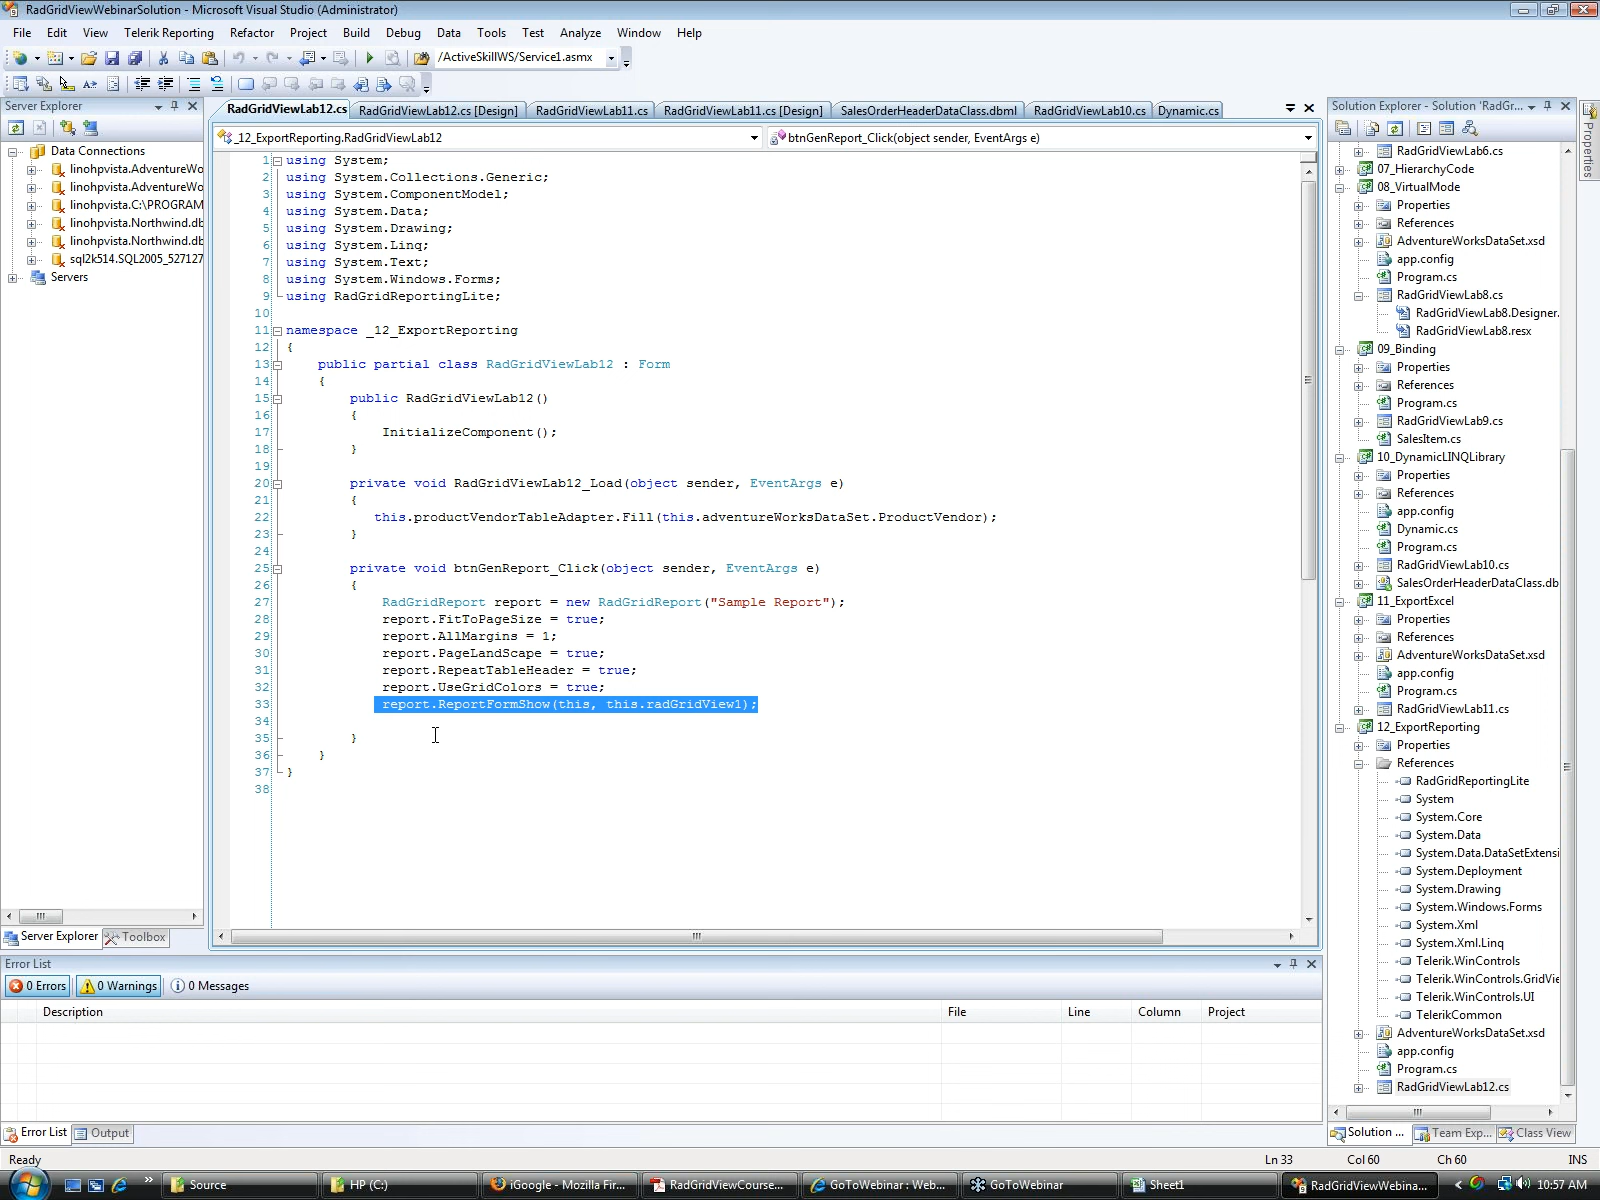 RadGridViewWebinarSolution - Microsoft Visual Studio (Administrator)
File Edit View Telerik Reporting Refactor Project Build Debug Data Tools Test Analyze Window Help
/ActiveSkillWS/Service1.asmx
Server Explorer
Data Connections
linohpvista.AdventureWo
linohpvista.AdventureWo
linohpvista.C:\PROGRAM
linohpvista.Northwind.db
linohpvista.Northwind.db
sql2k514.SQL2005_527127
Servers
Server Explorer Toolbox
RadGridViewLab12.cs RadGridViewLab12.cs [Design] RadGridViewLab11.cs RadGridViewLab11.cs [Design] SalesOrderHeaderDataClass.dbml RadGridViewLab10.cs Dynamic.cs
_12_ExportReporting.RadGridViewLab12 btnGenReport_Click(object sender, EventArgs e)
1 using System;
2 using System.Collections.Generic;
3 using System.ComponentModel;
4 using System.Data;
5 using System.Drawing;
6 using System.Linq;
7 using System.Text;
8 using System.Windows.Forms;
9 using RadGridReportingLite;
10
11 namespace _12_ExportReporting
12 {
13 public partial class RadGridViewLab12 : Form
14 {
15 public RadGridViewLab12()
16 {
17 InitializeComponent();
18 }
19
20 private void RadGridViewLab12_Load(object sender, EventArgs e)
21 {
22 this.productVendorTableAdapter.Fill(this.adventureWorksDataSet.ProductVendor);
23 }
24
25 private void btnGenReport_Click(object sender, EventArgs e)
26 {
27 RadGridReport report = new RadGridReport("Sample Report");
28 report.FitToPageSize = true;
29 report.AllMargins = 1;
30 report.PageLandScape = true;
31 report.RepeatTableHeader = true;
32 report.UseGridColors = true;
33 report.ReportFormShow(this, this.radGridView1);
34
35 }
36 }
37 }
38
Solution Explorer - Solution 'RadGr...
RadGridViewLab6.cs
07_HierarchyCode
08_VirtualMode
Properties
References
AdventureWorksDataSet.xsd
app.config
Program.cs
RadGridViewLab8.cs
RadGridViewLab8.Designer.
RadGridViewLab8.resx
09_Binding
Properties
References
Program.cs
RadGridViewLab9.cs
SalesItem.cs
10_DynamicLINQLibrary
Properties
References
app.config
Dynamic.cs
Program.cs
RadGridViewLab10.cs
SalesOrderHeaderDataClass.db
11_ExportExcel
Properties
References
AdventureWorksDataSet.xsd
app.config
Program.cs
RadGridViewLab11.cs
12_ExportReporting
Properties
References
RadGridReportingLite
System
System.Core
System.Data
System.Data.DataSetExtensi
System.Deployment
System.Drawing
System.Windows.Forms
System.Xml
System.Xml.Linq
Telerik.WinControls
Telerik.WinControls.GridVie
Telerik.WinControls.UI
TelerikCommon
AdventureWorksDataSet.xsd
app.config
Program.cs
RadGridViewLab12.cs
Solution ... Team Exp... Class View
Properties
Error List
0 Errors 0 Warnings 0 Messages
Description File Line Column Project
Error List Output
Ready Ln 33 Col 60 Ch 60 INS
Source HP (C:) iGoogle - Mozilla Fir... RadGridViewCourse... GoToWebinar : Web... GoToWebinar Sheet1 RadGridViewWebina... 10:57 AM